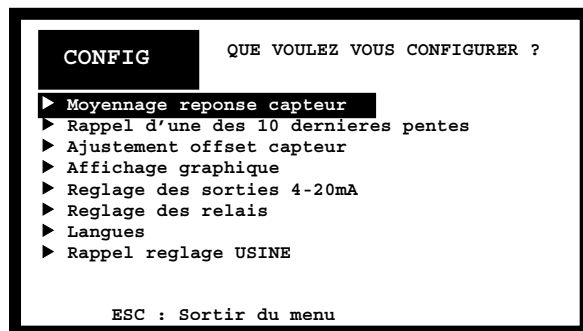 CONFIG
QUE VOULEZ VOUS CONFIGURER ?
Moyennage reponse capteur
Rappel d'une des 10 dernieres pentes
Ajustement offset capteur
Affichage graphique
Reglage des sorties 4-20mA
Reglage des relais
Langues
Rappel reglage USINE
ESC : Sortir du menu